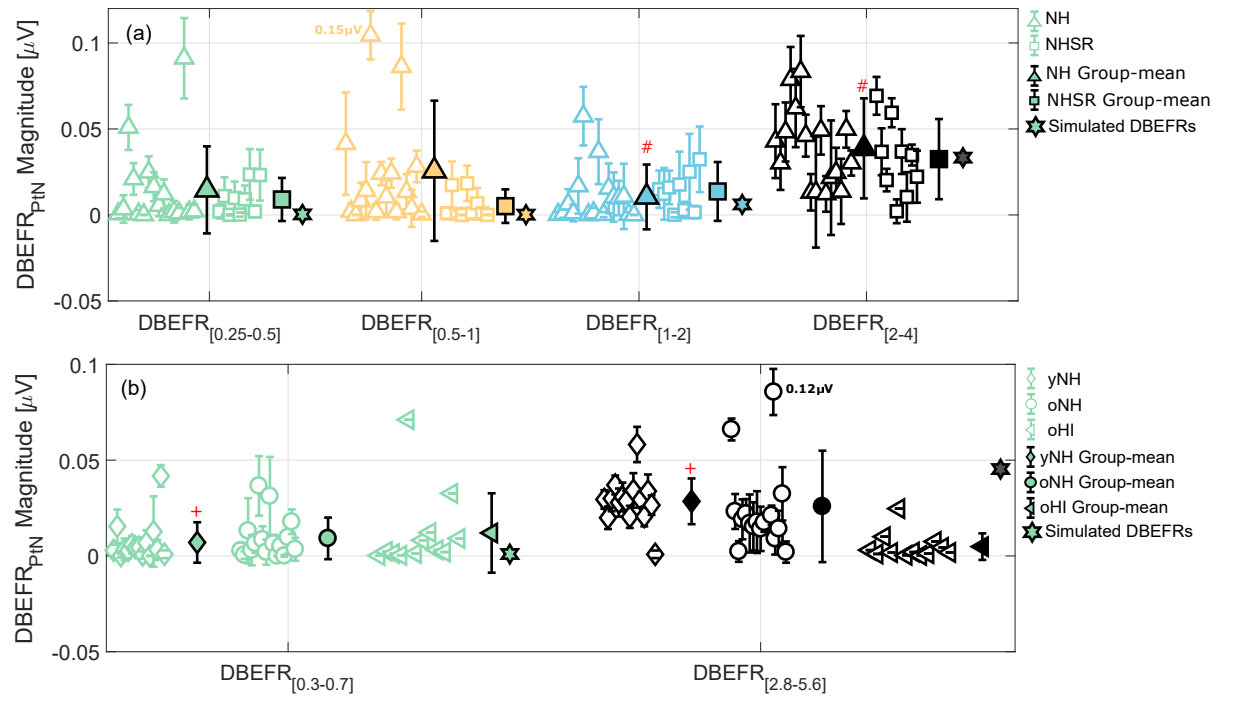 (a)
0.15μV
#
#
DBEFR_PtN Magnitude [μV]
0.1
0.05
0
-0.05
DBEFR[0.25-0.5]
DBEFR[0.5-1]
DBEFR[1-2]
DBEFR[2-4]
NH
NHSR
NH Group-mean
NHSR Group-mean
Simulated DBEFRs
(b)
0.12μV
+
+
DBEFR_PtN Magnitude [μV]
0.1
0.05
0
-0.05
DBEFR[0.3-0.7]
DBEFR[2.8-5.6]
yNH
oNH
oHI
yNH Group-mean
oNH Group-mean
oHI Group-mean
Simulated DBEFRs